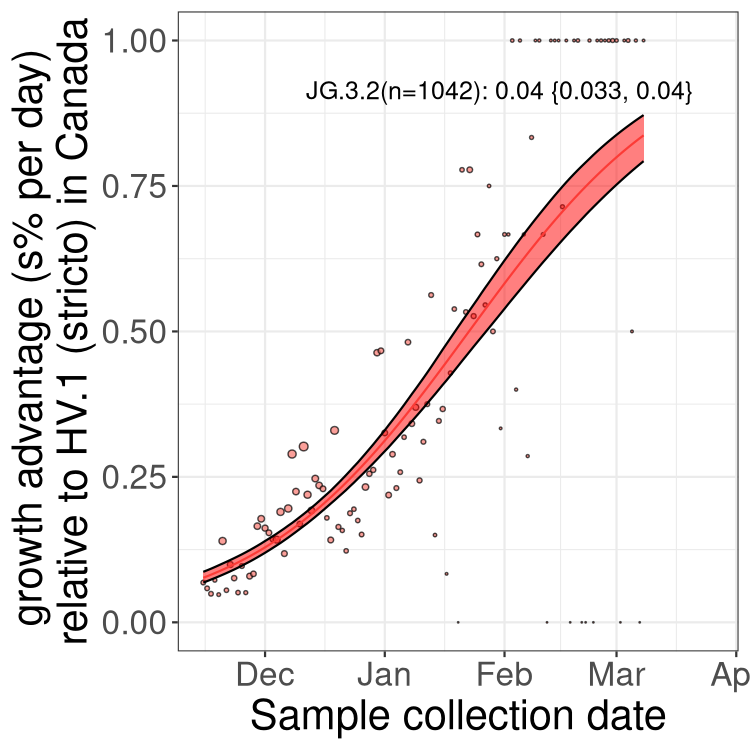 growth advantage (s% per day)
relative to HV.1 (stricto) in Canada
1.00
0.75
0.50
0.25
0.00
JG.3.2(n=1042): 0.04 {0.033, 0.04}
Dec Jan Feb Mar Ap
Sample collection date